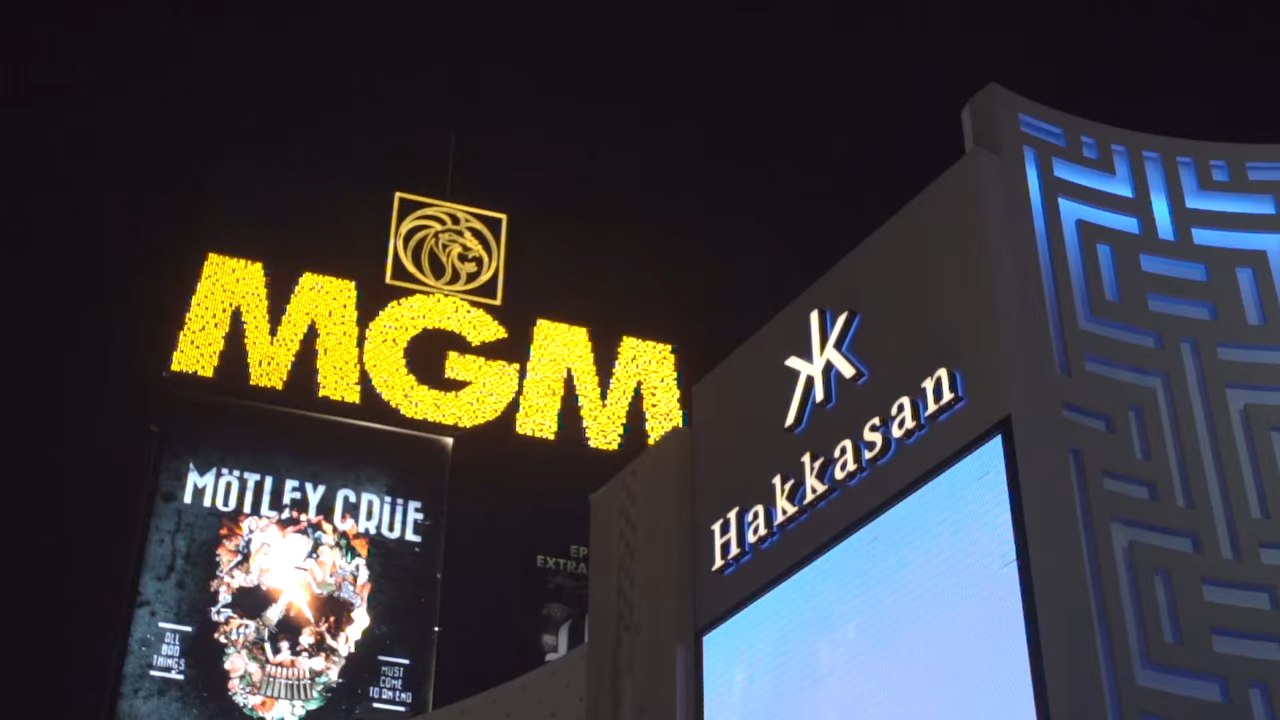 MGM
MÖTLEY CRÜE
ALL
BAD
THINGS
MUST
COME
TO AN END
Hakkasan